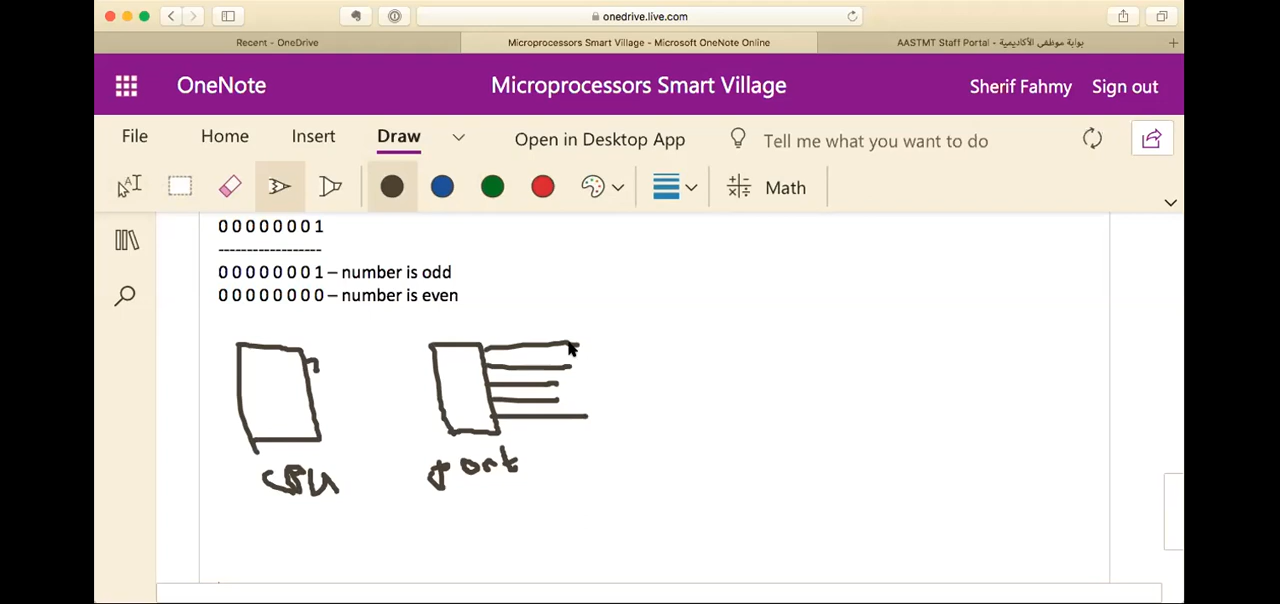 onedrive.live.com
Recent - OneDrive
Microprocessors Smart Village - Microsoft OneNote Online
AASTMT Staff Portal - بوابة موظفى الأكاديمية
OneNote
Microprocessors Smart Village
Sherif Fahmy
Sign out
File
Home
Insert
Draw
Open in Desktop App
Tell me what you want to do
Math
0 0 0 0 0 0 0 1
------------------
0 0 0 0 0 0 0 1 – number is odd
0 0 0 0 0 0 0 0 – number is even
CPU
port